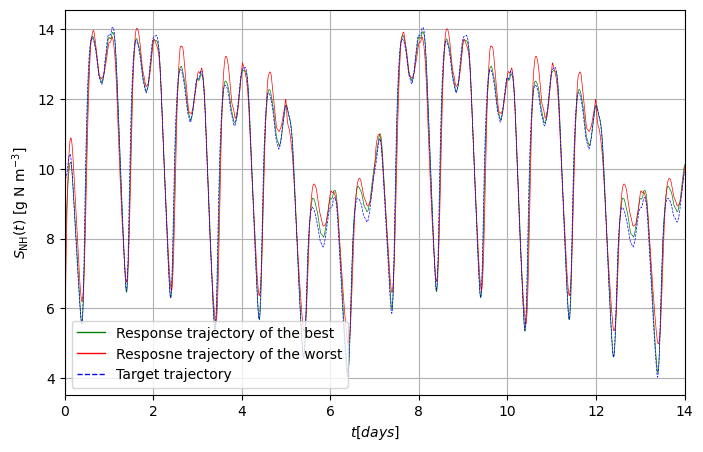 14
12
10
8
6
4
S_NH(t) [g N m⁻³]
Response trajectory of the best
Resposne trajectory of the worst
Target trajectory
0 2 4 6 8 10 12 14
t[days]